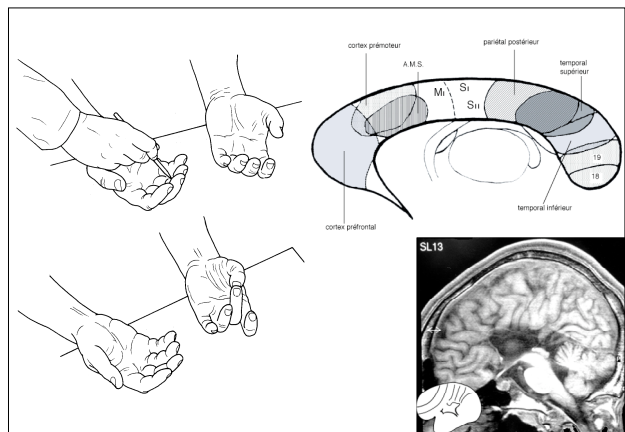 cortex prémoteur
A.M.S.
pariétal postérieur
temporal
supérieur
MI
SI
SII
19
18
temporal inférieur
cortex préfrontal
SL13